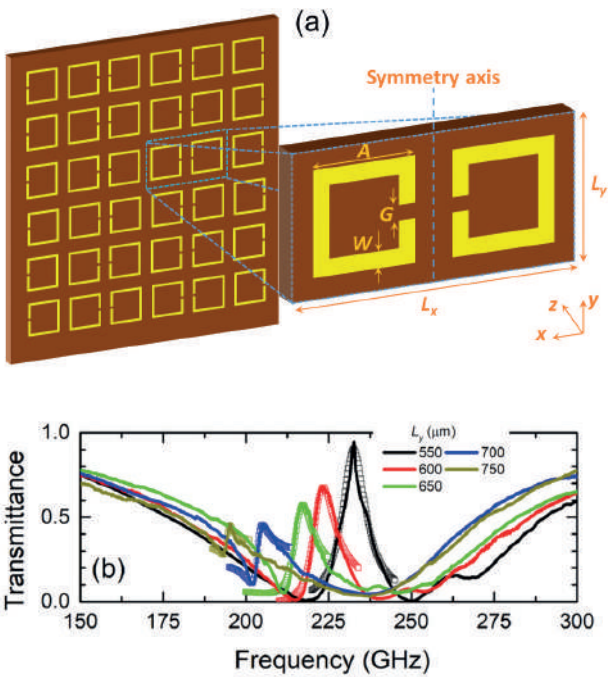 (a)
Symmetry axis
A
G
W
L_y
L_x
y
z
x
L_y (μm)
550 700
600 750
650
1.0
0.5
0.0
Transmittance
(b)
150 175 200 225 250 275 300
Frequency (GHz)